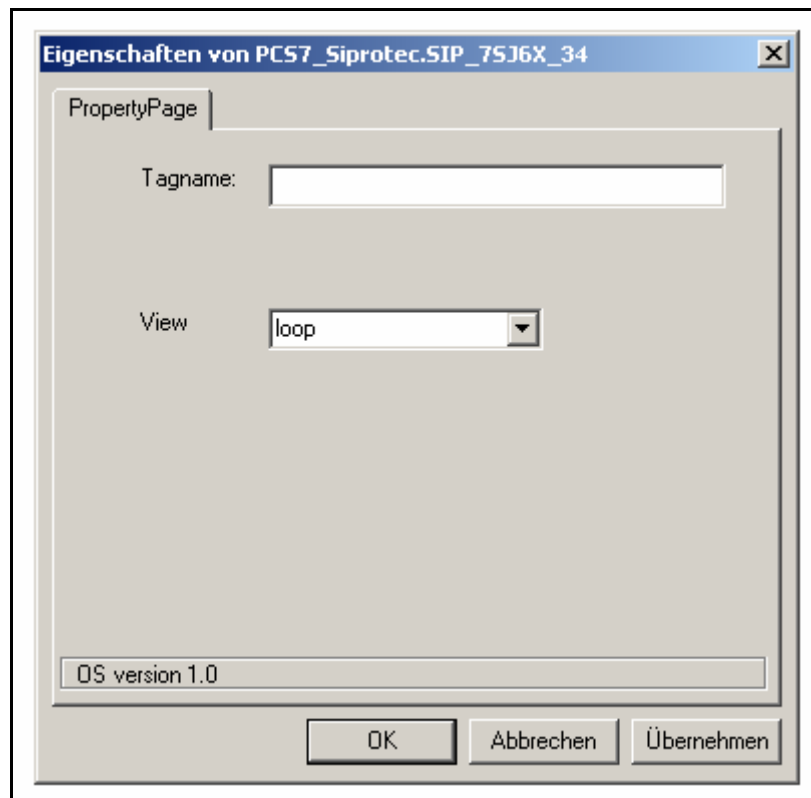 Eigenschaften von PCS7_Siprotec.SIP_7SJ6X_34
PropertyPage
Tagname:
View
loop
OS version 1.0
OK
Abbrechen
Übernehmen